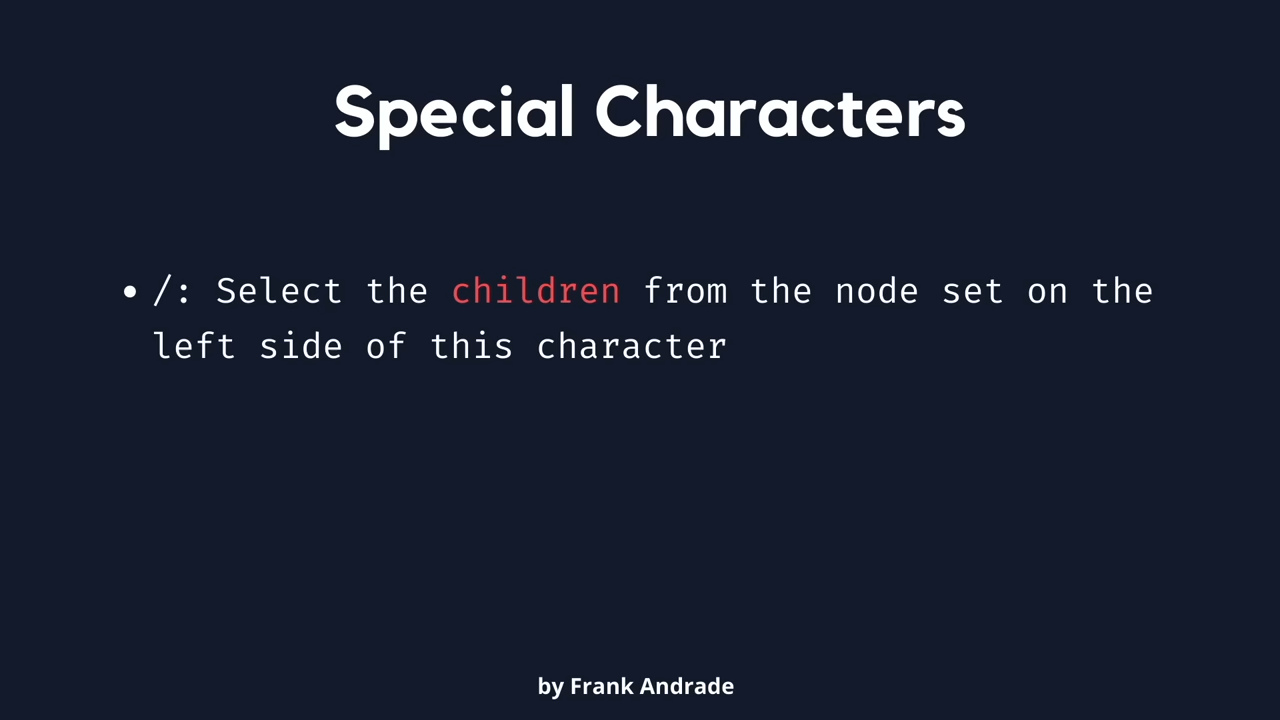 Special Characters
• /: Select the children from the node set on the
left side of this character
by Frank Andrade